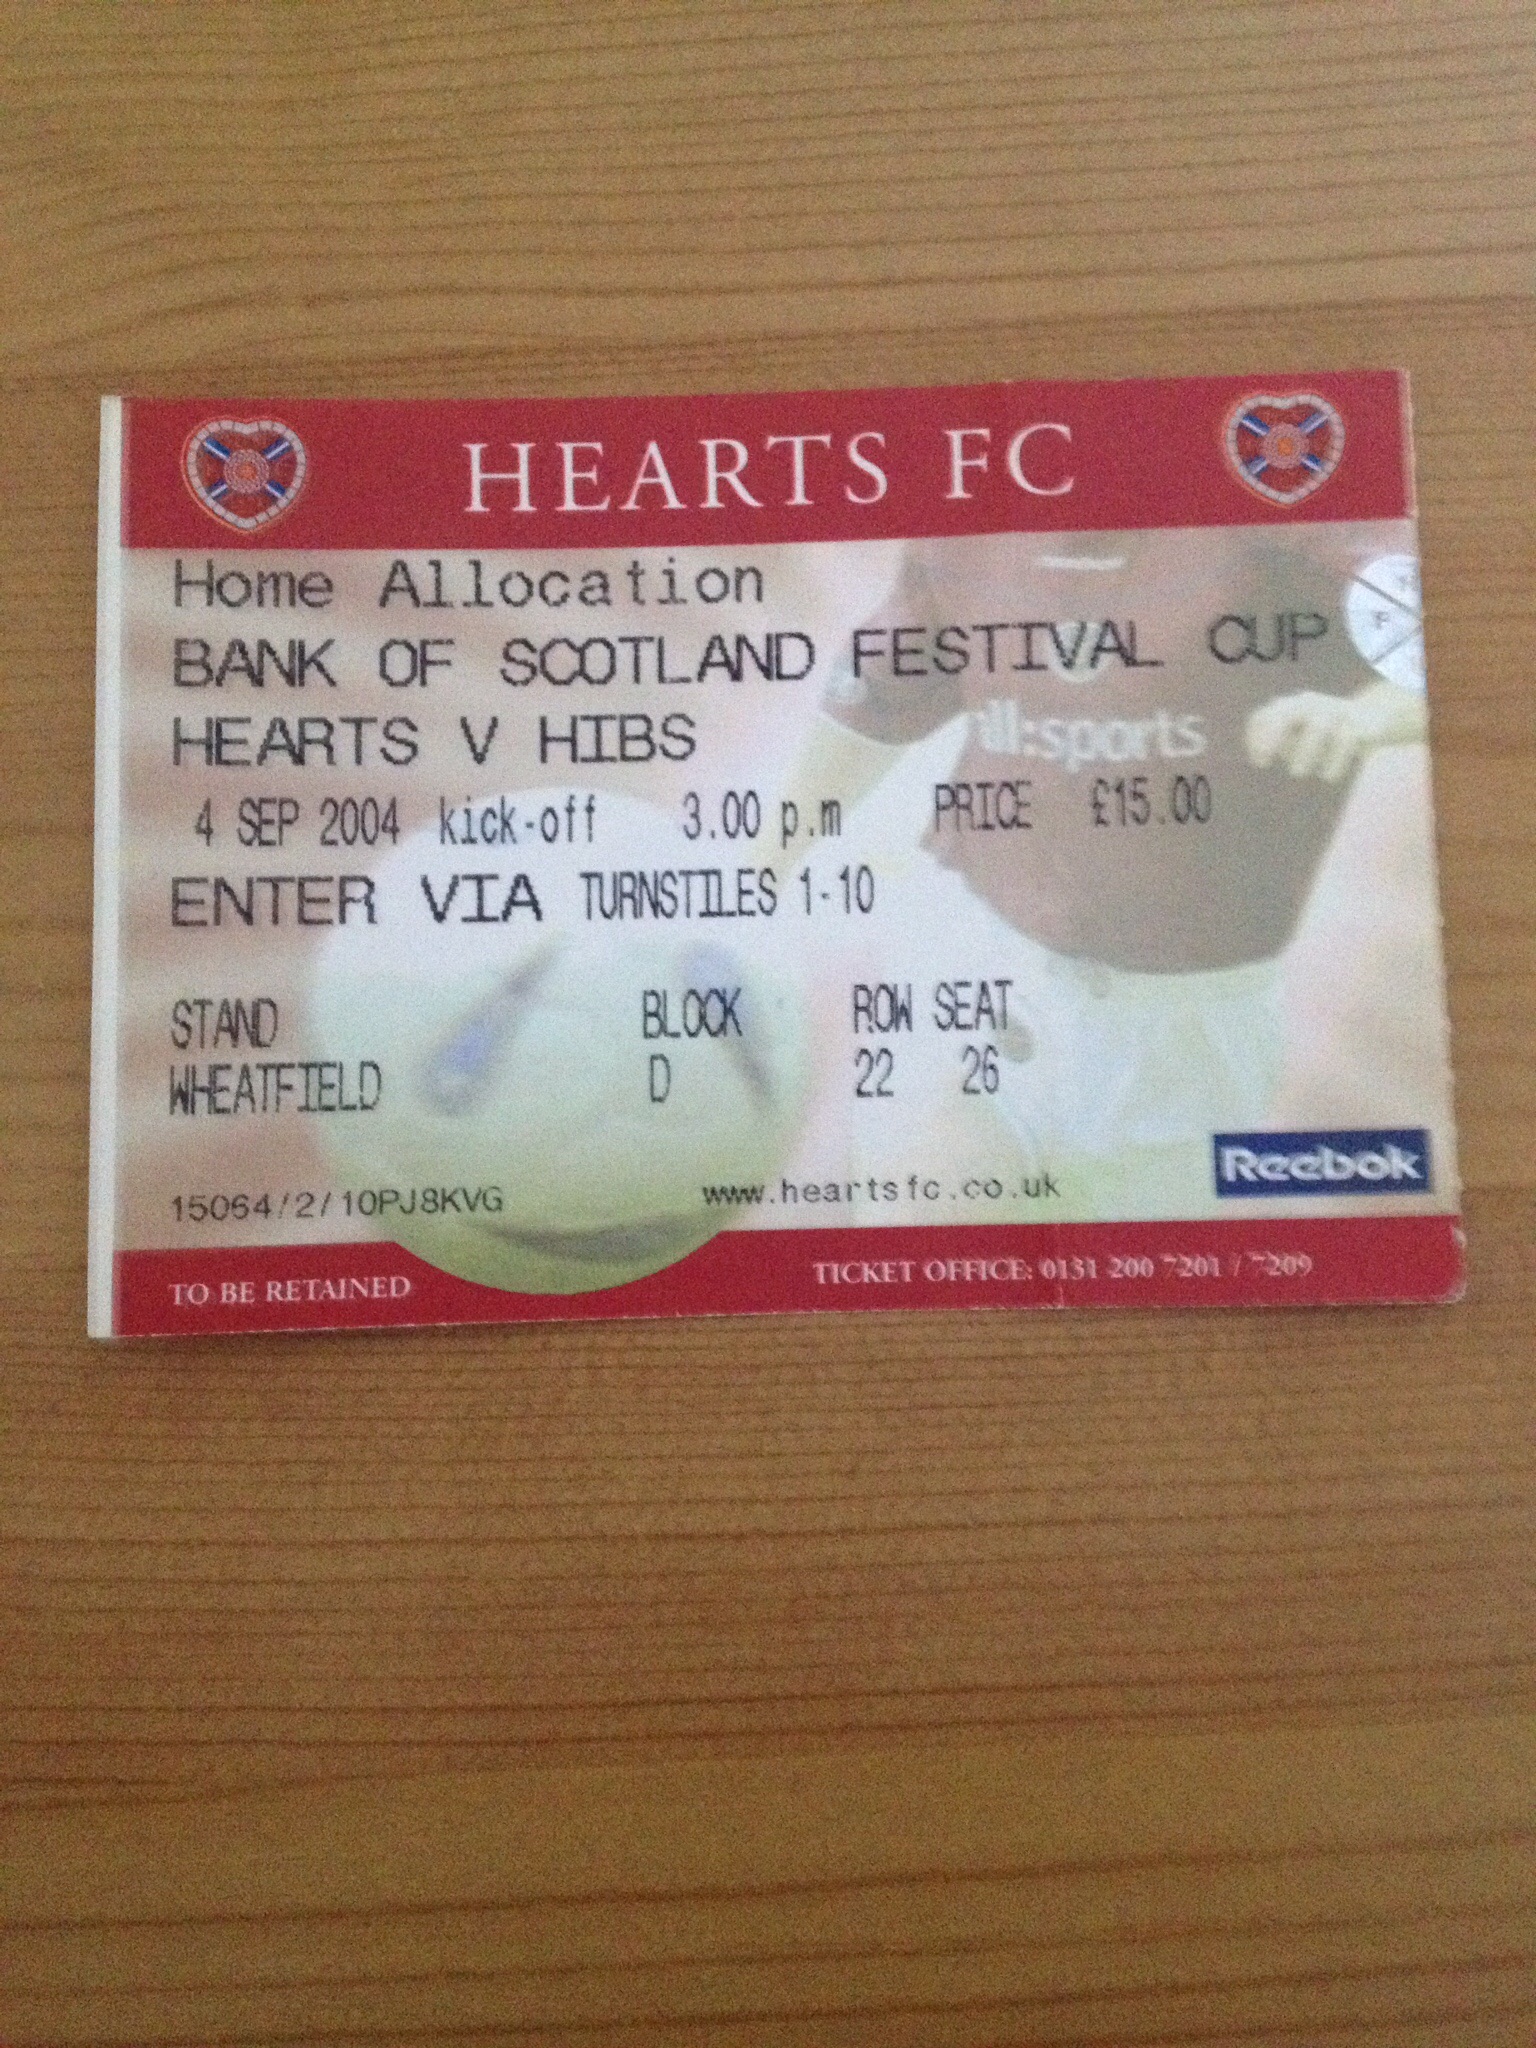 HEARTS FC
Home Allocation
BANK OF SCOTLAND FESTIVAL CUP
HEARTS V HIBS
4 SEP 2004 kick-off 3.00 p.m PRICE £15.00
ENTER VIA TURNSTILES 1-10
STAND BLOCK ROW SEAT
WHEATFIELD D 22 26
all:sports
Reebok
15064/2/10PJ8KVG www.heartsfc.co.uk
TO BE RETAINED TICKET OFFICE: 0131 200 7201 / 7209